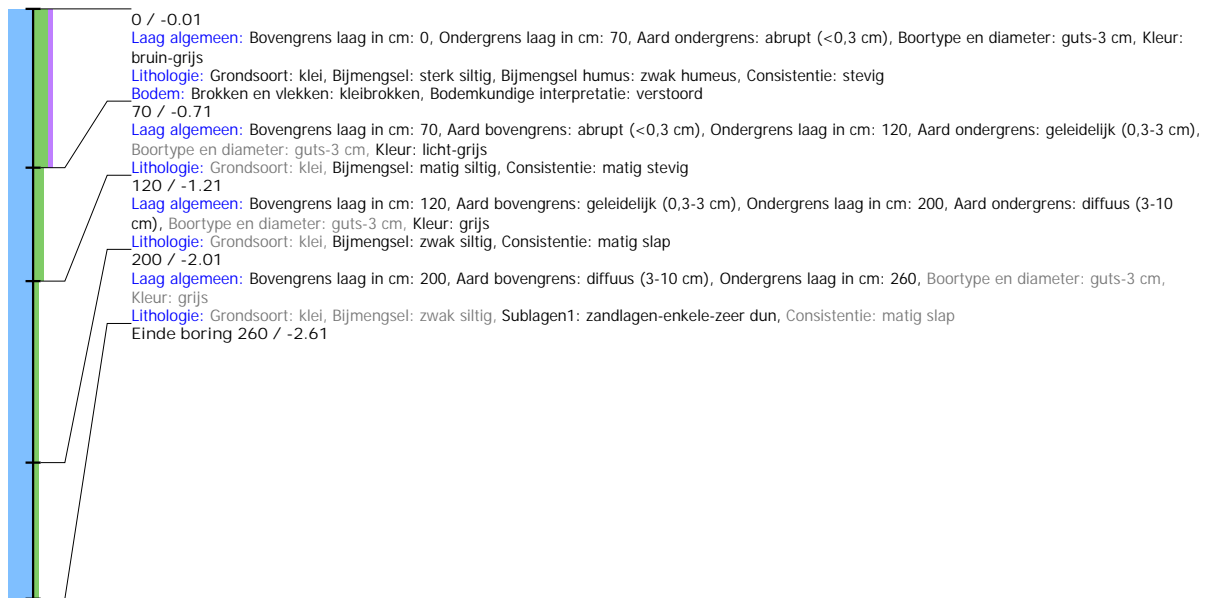 0 / -0.01
Laag algemeen: Bovengrens laag in cm: 0, Ondergrens laag in cm: 70, Aard ondergrens: abrupt (<0,3 cm), Boortype en diameter: guts-3 cm, Kleur:
bruin-grijs
Lithologie: Grondsoort: klei, Bijmengsel: sterk siltig, Bijmengsel humus: zwak humeus, Consistentie: stevig
Bodem: Brokken en vlekken: kleibrokken, Bodemkundige interpretatie: verstoord
70 / -0.71
Laag algemeen: Bovengrens laag in cm: 70, Aard bovengrens: abrupt (<0,3 cm), Ondergrens laag in cm: 120, Aard ondergrens: geleidelijk (0,3-3 cm),
Boortype en diameter: guts-3 cm, Kleur: licht-grijs
Lithologie: Grondsoort: klei, Bijmengsel: matig siltig, Consistentie: matig stevig
120 / -1.21
Laag algemeen: Bovengrens laag in cm: 120, Aard bovengrens: geleidelijk (0,3-3 cm), Ondergrens laag in cm: 200, Aard ondergrens: diffuus (3-10
cm), Boortype en diameter: guts-3 cm, Kleur: grijs
Lithologie: Grondsoort: klei, Bijmengsel: zwak siltig, Consistentie: matig slap
200 / -2.01
Laag algemeen: Bovengrens laag in cm: 200, Aard bovengrens: diffuus (3-10 cm), Ondergrens laag in cm: 260, Boortype en diameter: guts-3 cm,
Kleur: grijs
Lithologie: Grondsoort: klei, Bijmengsel: zwak siltig, Sublagen1: zandlagen-enkele-zeer dun, Consistentie: matig slap
Einde boring 260 / -2.61